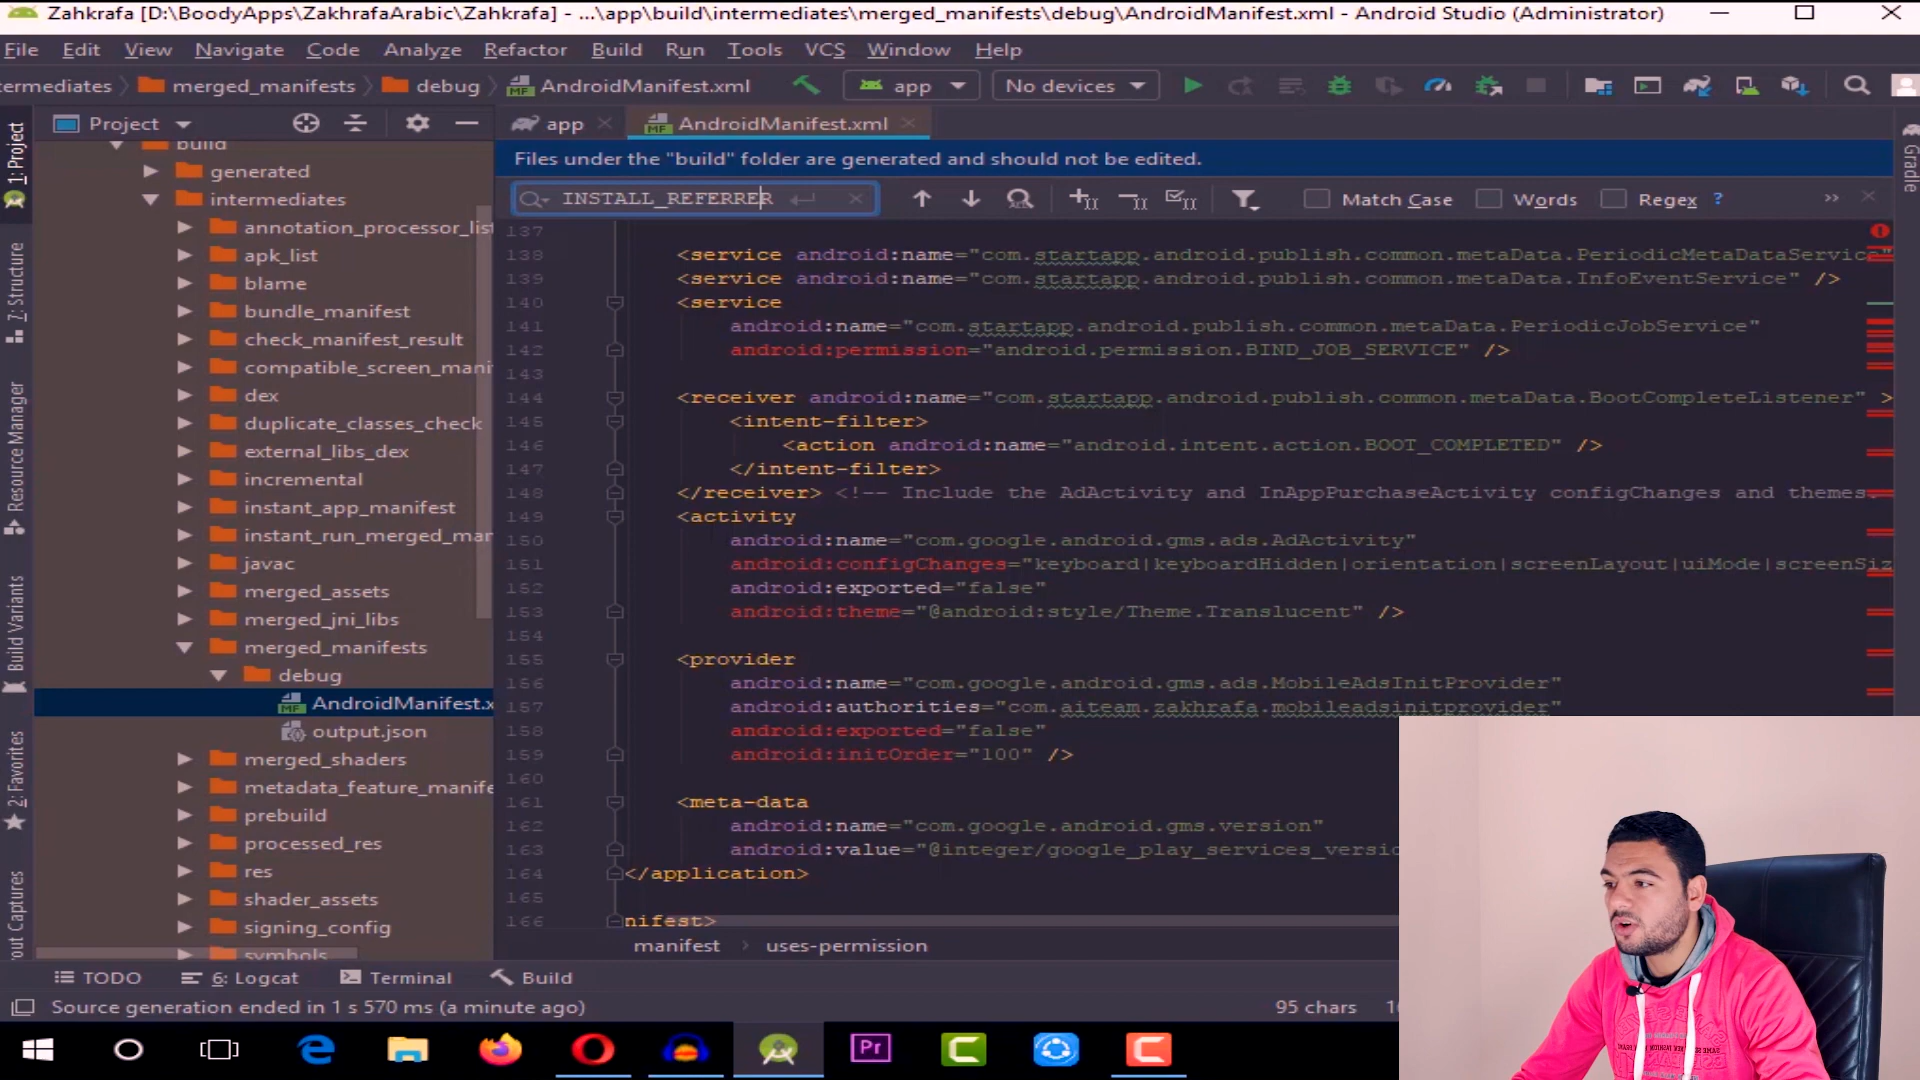 Zahkrafa [D:\BoodyApps\ZakhrafaArabic\Zahkrafa] - ...\app\build\intermediates\merged_manifests\debug\AndroidManifest.xml - Android Studio (Administrator)
File Edit View Navigate Code Analyze Refactor Build Run Tools VCS Window Help
ermediates merged_manifests debug AndroidManifest.xml app No devices
Project
app AndroidManifest.xml
Files under the "build" folder are generated and should not be edited.
INSTALL_REFERRER Match Case Words Regex ?
1: Project
7: Structure
Resource Manager
Build Variants
2: Favorites
out Captures
Grad
build
generated
intermediates
annotation_processor_list
apk_list
blame
bundle_manifest
check_manifest_result
compatible_screen_mani
dex
duplicate_classes_check
external_libs_dex
incremental
instant_app_manifest
instant_run_merged_mar
javac
merged_assets
merged_jni_libs
merged_manifests
debug
AndroidManifest.x
output.json
merged_shaders
metadata_feature_manife
prebuild
processed_res
res
shader_assets
signing_config
symbols
137
138 <service android:name="com.startapp.android.publish.common.metaData.PeriodicMetaDataService"
139 <service android:name="com.startapp.android.publish.common.metaData.InfoEventService" />
140 <service
141 android:name="com.startapp.android.publish.common.metaData.PeriodicJobService"
142 android:permission="android.permission.BIND_JOB_SERVICE" />
143
144 <receiver android:name="com.startapp.android.publish.common.metaData.BootCompleteListener" >
145 <intent-filter>
146 <action android:name="android.intent.action.BOOT_COMPLETED" />
147 </intent-filter>
148 </receiver> <!-- Include the AdActivity and InAppPurchaseActivity configChanges and themes.
149 <activity
150 android:name="com.google.android.gms.ads.AdActivity"
151 android:configChanges="keyboard|keyboardHidden|orientation|screenLayout|uiMode|screenSiz
152 android:exported="false"
153 android:theme="@android:style/Theme.Translucent" />
154
155 <provider
156 android:name="com.google.android.gms.ads.MobileAdsInitProvider"
157 android:authorities="com.aiteam.zakhrafa.mobileadsinitprovider"
158 android:exported="false"
159 android:initOrder="100" />
160
161 <meta-data
162 android:name="com.google.android.gms.version"
163 android:value="@integer/google_play_services_versio
164 </application>
165
166 nifest>
manifest uses-permission
TODO 6: Logcat Terminal Build
Source generation ended in 1 s 570 ms (a minute ago) 95 chars
Pr